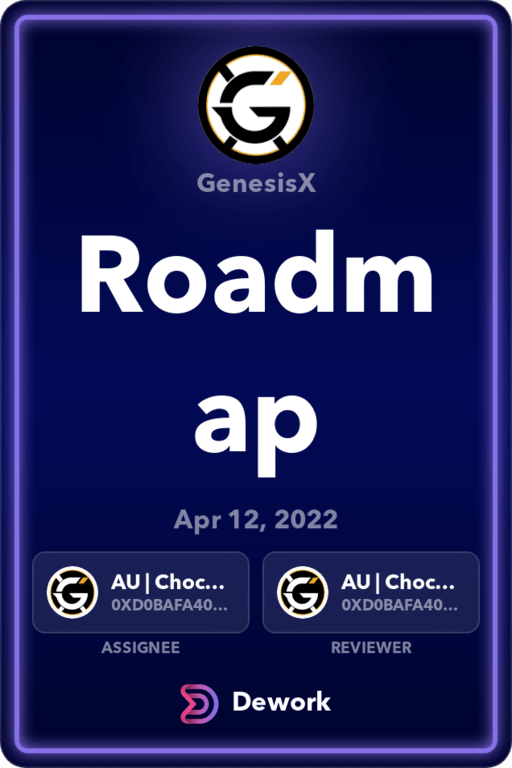 GenesisX
Roadm
ap
Apr 12, 2022
AU | Choc...
0XD0BAFA40...
ASSIGNEE
AU | Choc...
0XD0BAFA40...
REVIEWER
Dework